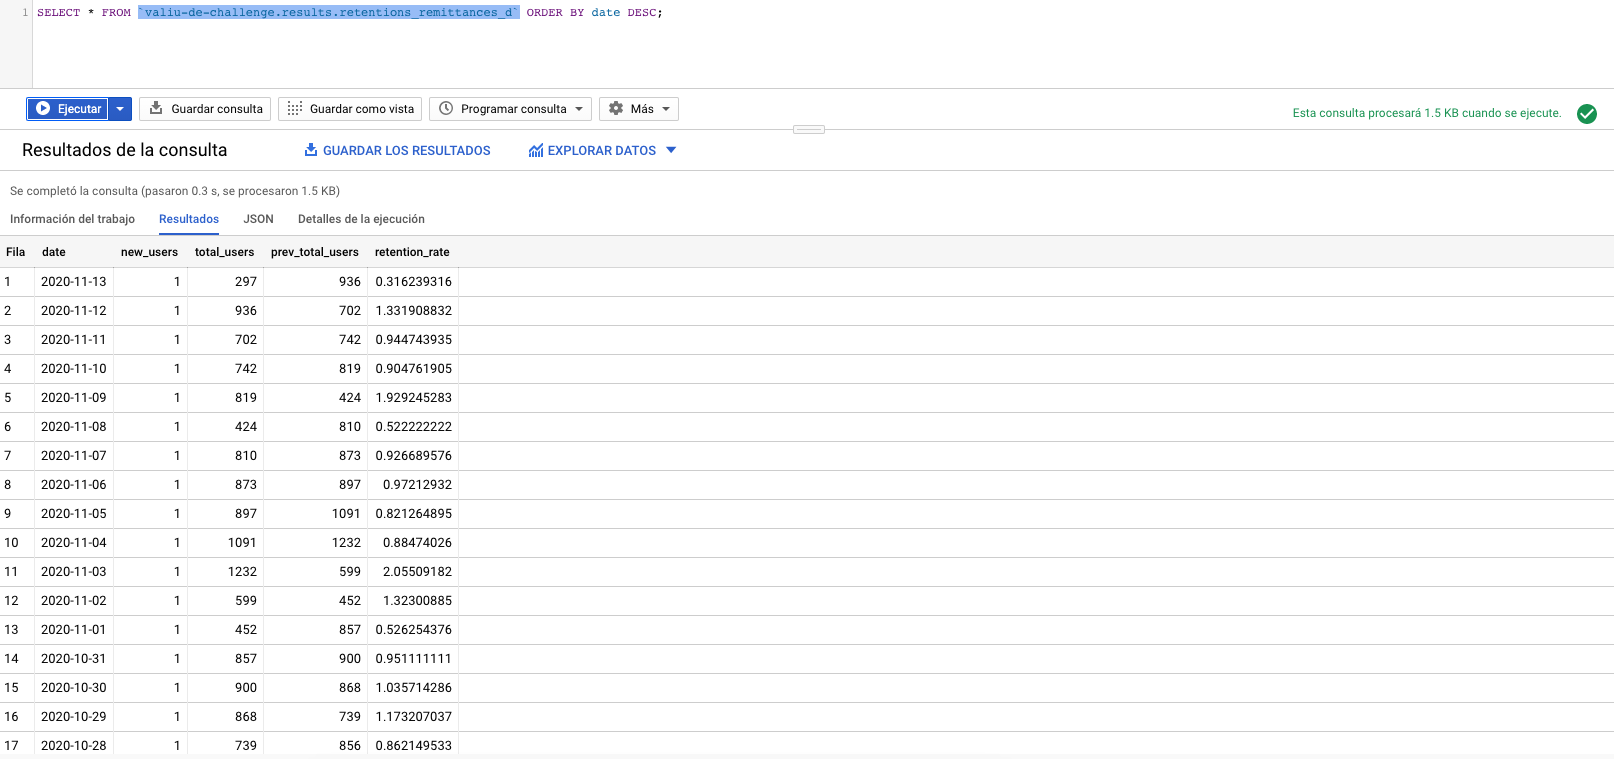 1 SELECT * FROM `valiu-de-challenge.results.retentions_remittances_d` ORDER BY date DESC;
Ejecutar Guardar consulta Guardar como vista Programar consulta Más
Esta consulta procesará 1.5 KB cuando se ejecute.
Resultados de la consulta GUARDAR LOS RESULTADOS EXPLORAR DATOS
Se completó la consulta (pasaron 0.3 s, se procesaron 1.5 KB)
Información del trabajo Resultados JSON Detalles de la ejecución
Fila date new_users total_users prev_total_users retention_rate
1 2020-11-13 1 297 936 0.316239316
2 2020-11-12 1 936 702 1.331908832
3 2020-11-11 1 702 742 0.944743935
4 2020-11-10 1 742 819 0.904761905
5 2020-11-09 1 819 424 1.929245283
6 2020-11-08 1 424 810 0.522222222
7 2020-11-07 1 810 873 0.926689576
8 2020-11-06 1 873 897 0.97212932
9 2020-11-05 1 897 1091 0.821264895
10 2020-11-04 1 1091 1232 0.88474026
11 2020-11-03 1 1232 599 2.05509182
12 2020-11-02 1 599 452 1.32300885
13 2020-11-01 1 452 857 0.526254376
14 2020-10-31 1 857 900 0.951111111
15 2020-10-30 1 900 868 1.035714286
16 2020-10-29 1 868 739 1.173207037
17 2020-10-28 1 739 856 0.862149533